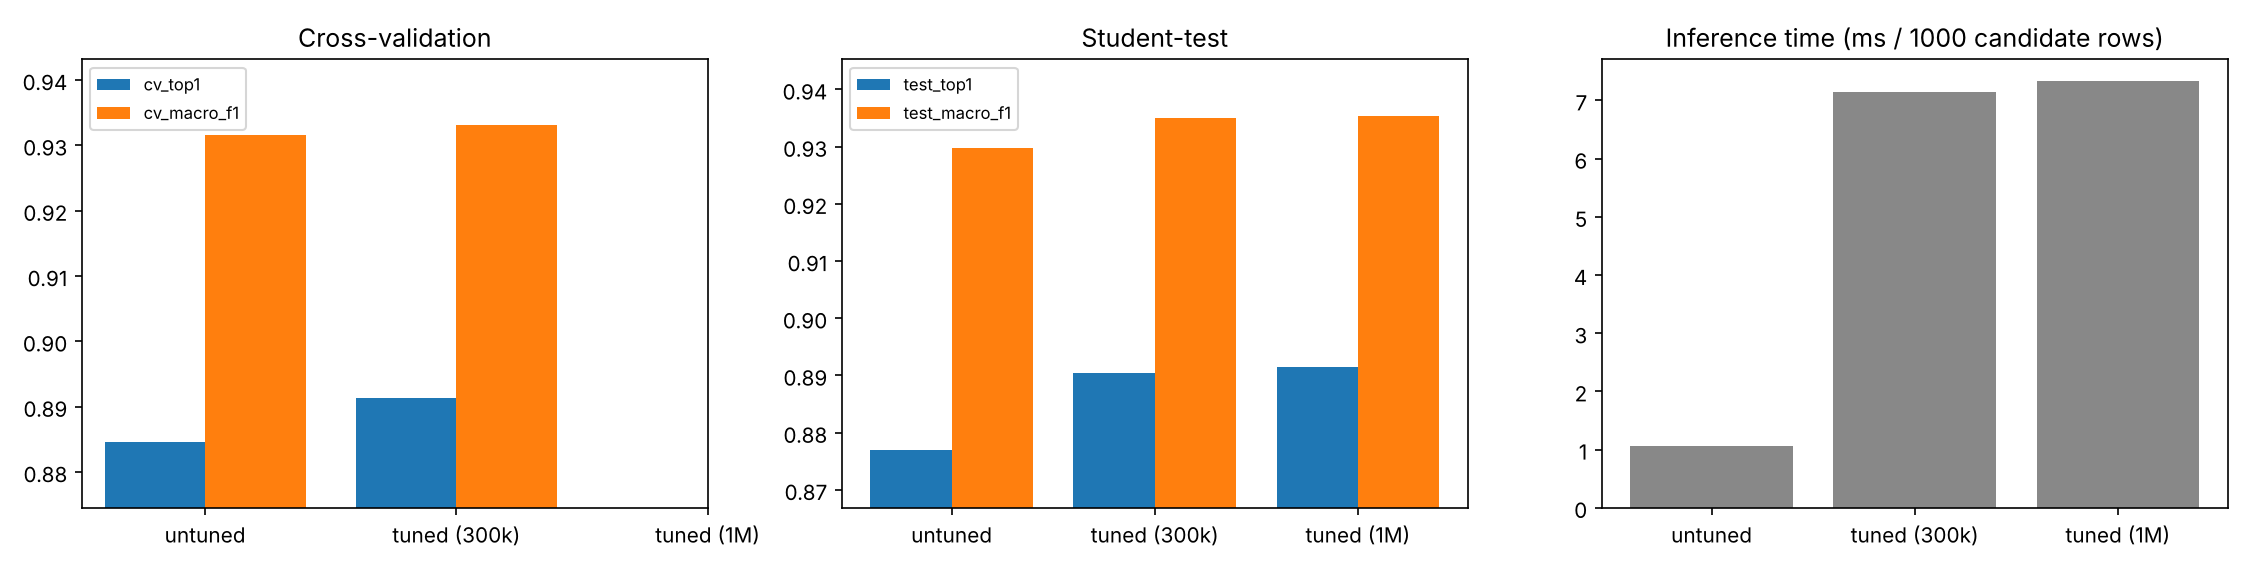 Cross-validation
cv_top1
cv_macro_f1
0.94
0.93
0.92
0.91
0.90
0.89
0.88
untuned
tuned (300k)
tuned (1M)
Student-test
test_top1
test_macro_f1
0.94
0.93
0.92
0.91
0.90
0.89
0.88
0.87
untuned
tuned (300k)
tuned (1M)
Inference time (ms / 1000 candidate rows)
7
6
5
4
3
2
1
0
untuned
tuned (300k)
tuned (1M)